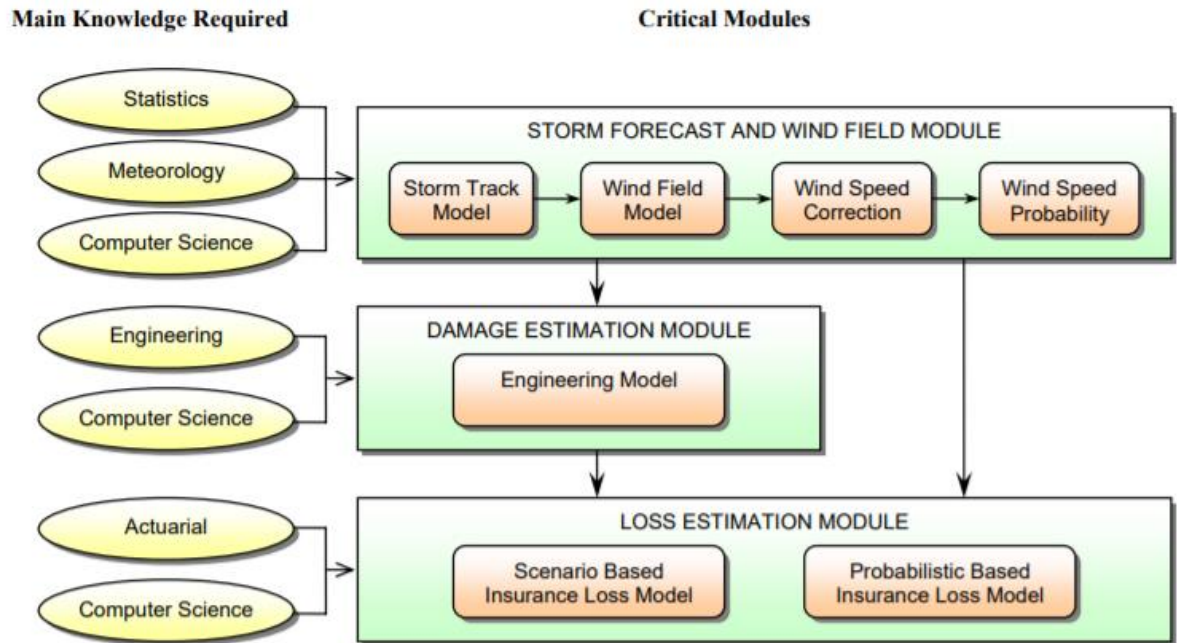 Main Knowledge Required
Critical Modules
Statistics
Meteorology
Computer Science
STORM FORECAST AND WIND FIELD MODULE
Storm Track
Model
Wind Field
Model
Wind Speed
Correction
Wind Speed
Probability
Engineering
Computer Science
DAMAGE ESTIMATION MODULE
Engineering Model
Actuarial
Computer Science
LOSS ESTIMATION MODULE
Scenario Based
Insurance Loss Model
Probabilistic Based
Insurance Loss Model